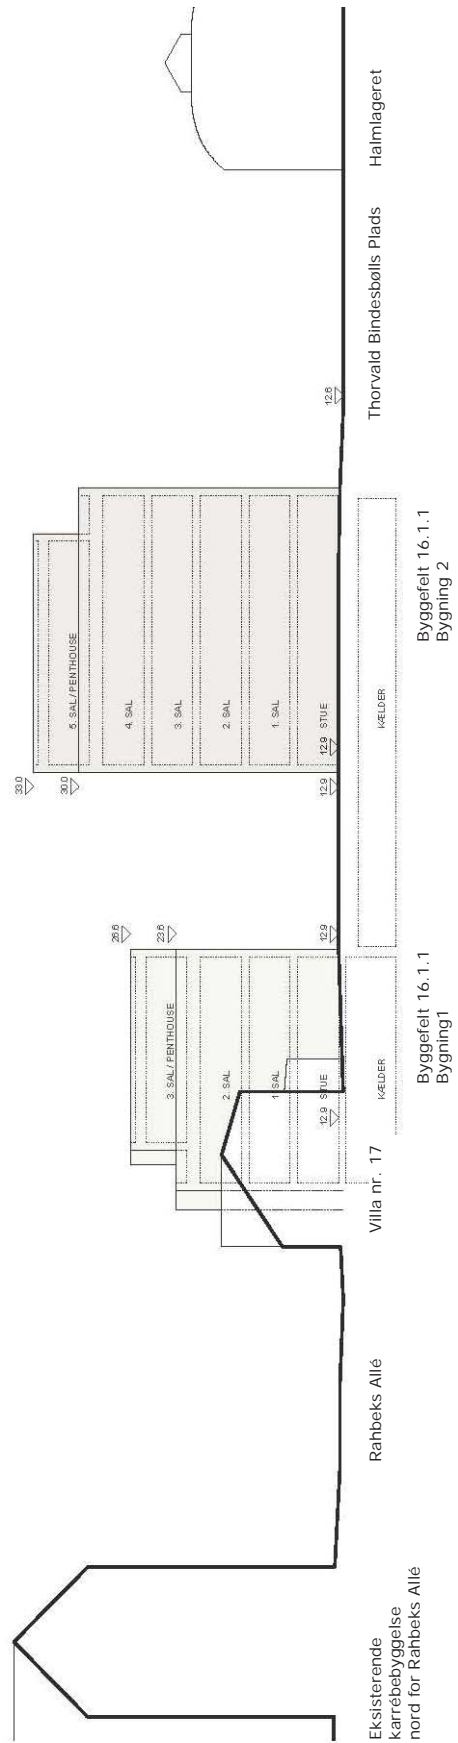 Eksisterende
karrébebyggelse
nord for Rahbeks Allé
Rahbeks Allé
Villa nr. 17
26.6
23.6
3. SAL / PENTHOUSE
2. SAL
1. SAL
STUE
12.9
12.9
KÆLDER
Byggefelt 16.1.1
Bygning1
33.0
30.0
5. SAL / PENTHOUSE
4. SAL
3. SAL
2. SAL
1. SAL
STUE
12.9
12.9
KÆLDER
Byggefelt 16.1.1
Bygning 2
12.6
Thorvald Bindesbølls Plads
Halmlageret